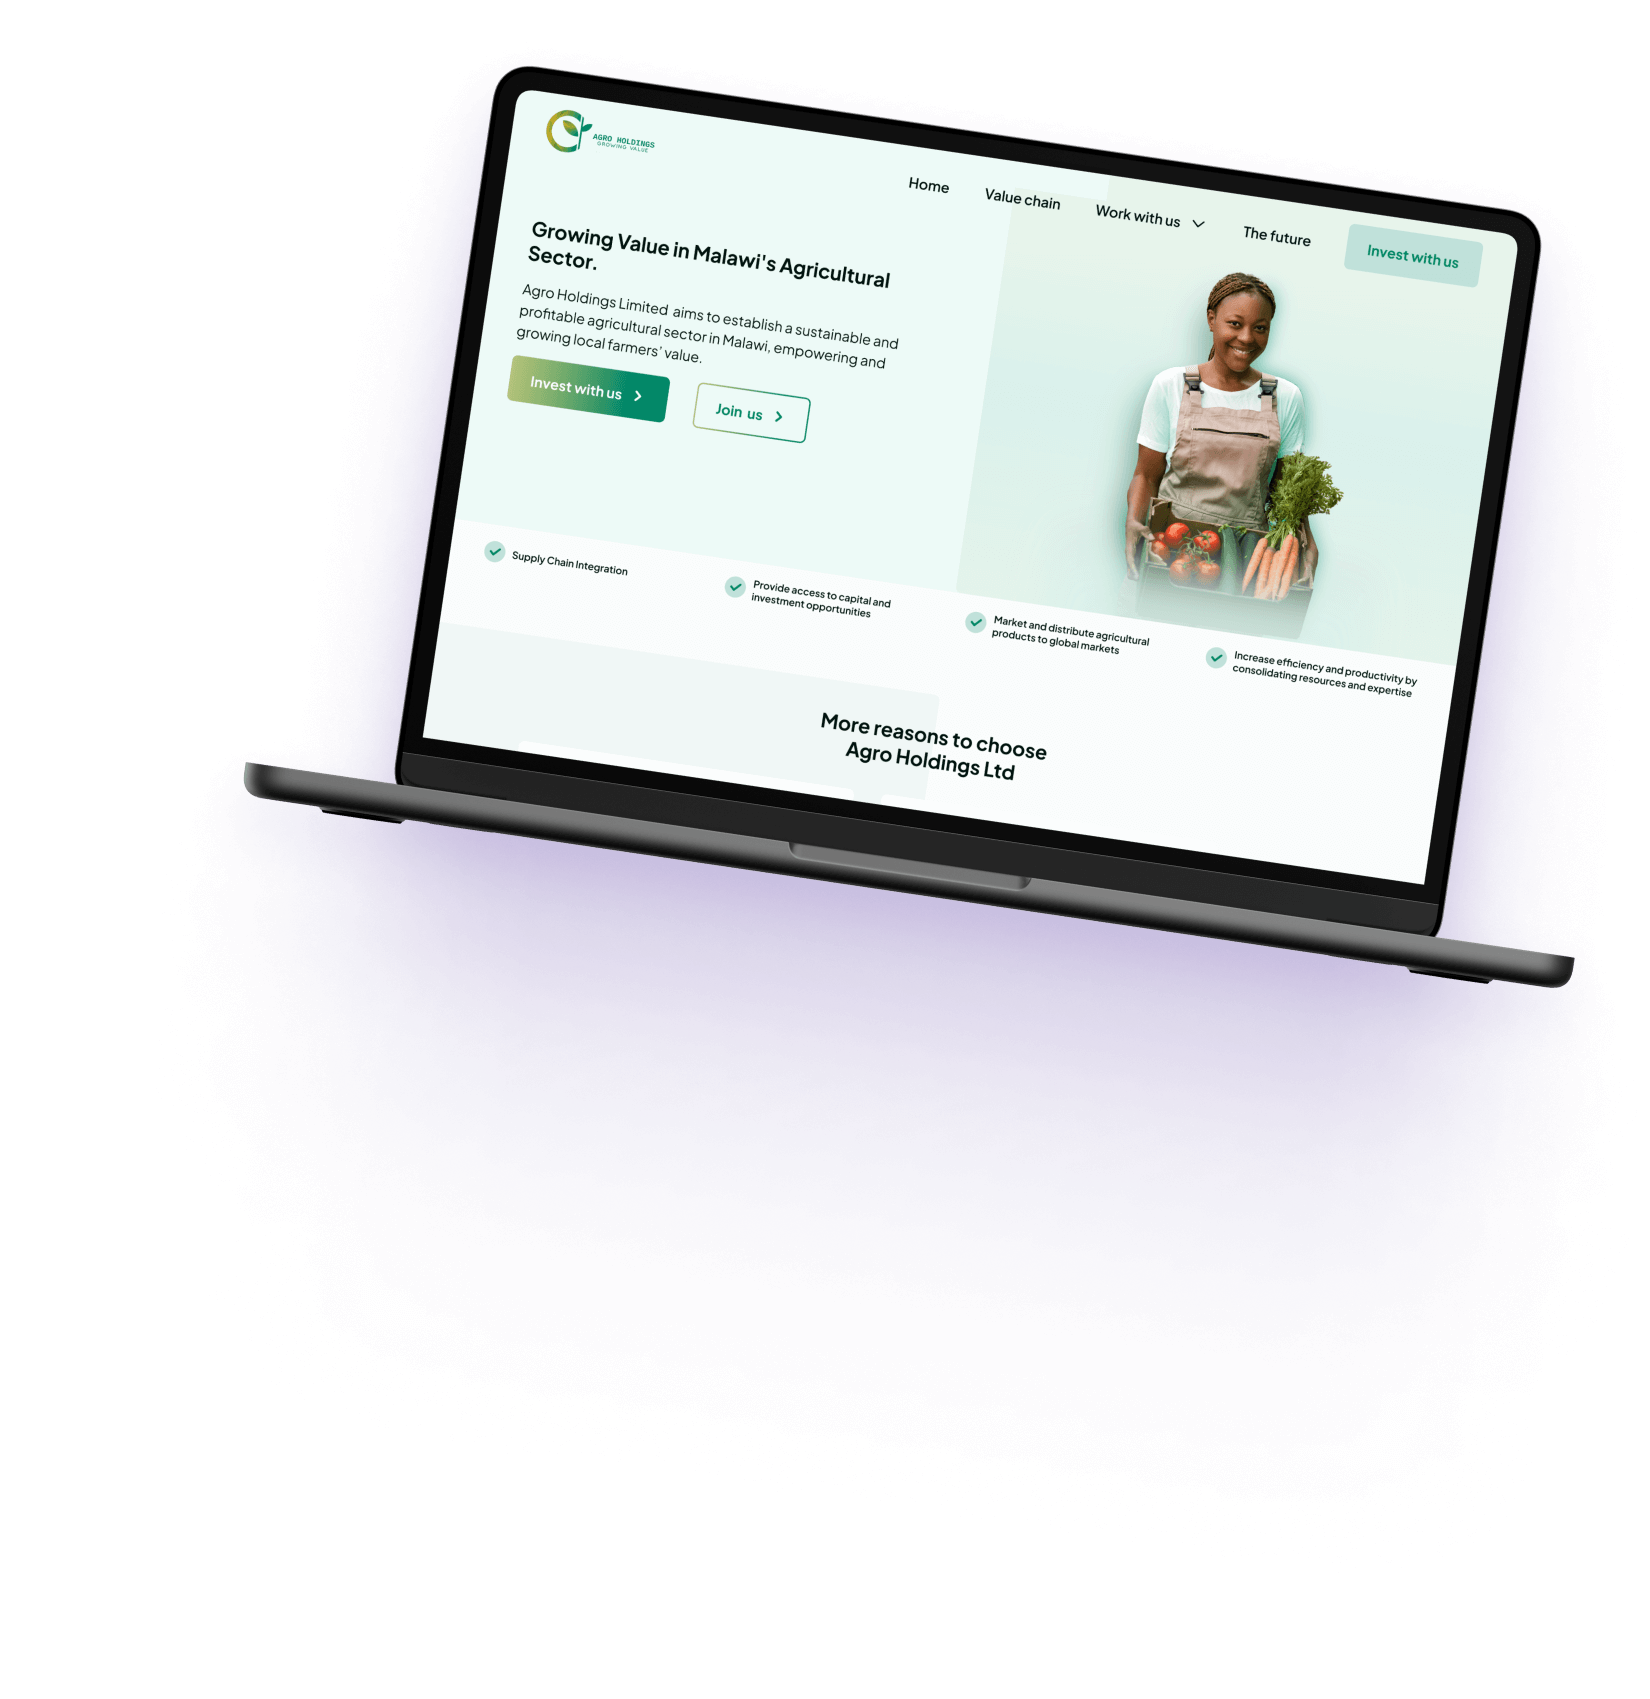 AGRO HOLDINGS
GROWING VALUE
Home
Value chain
Work with us
The future
Invest with us
Growing Value in Malawi's Agricultural
Sector.
Agro Holdings Limited aims to establish a sustainable and
profitable agricultural sector in Malawi, empowering and
growing local farmers’ value.
Invest with us
Join us
Supply Chain Integration
Provide access to capital and
investment opportunities
Market and distribute agricultural
products to global markets
Increase efficiency and productivity by
consolidating resources and expertise
More reasons to choose
Agro Holdings Ltd